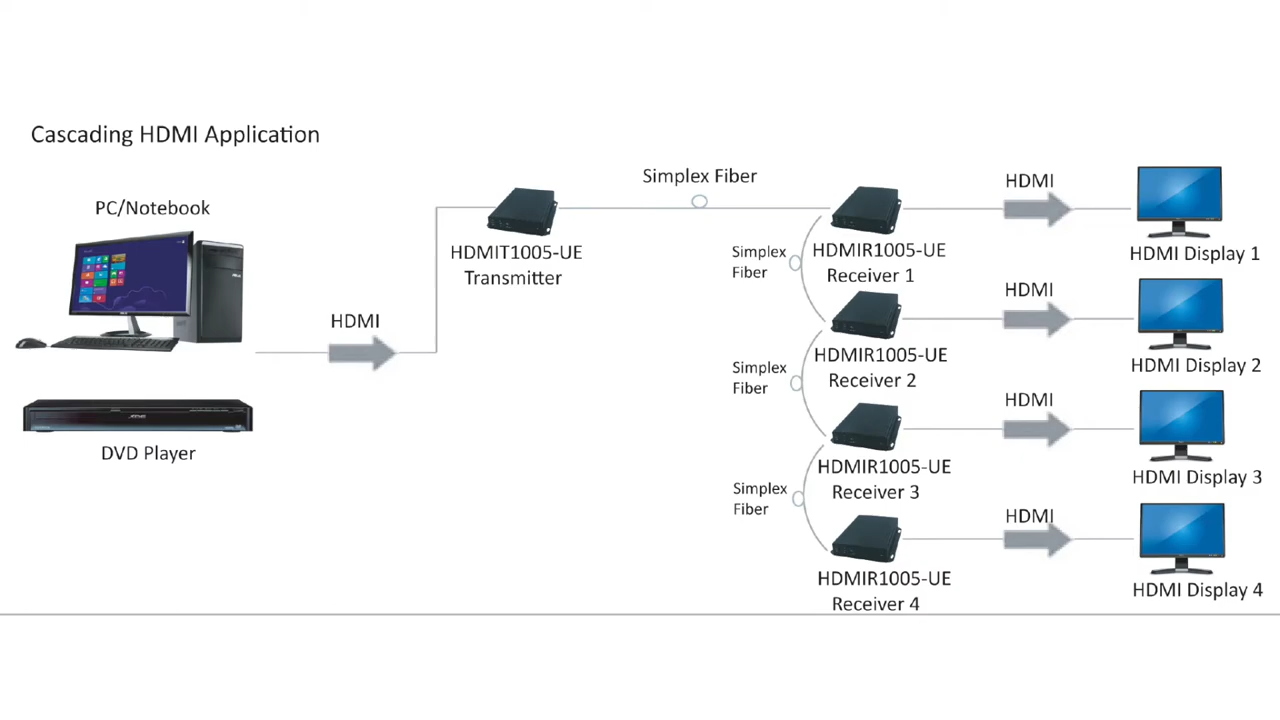 Cascading HDMI Application
PC/Notebook
HDMI
DVD Player
HDMIT1005-UE
Transmitter
Simplex Fiber
HDMIR1005-UE
Receiver 1
HDMI
HDMI Display 1
Simplex
Fiber
HDMIR1005-UE
Receiver 2
HDMI
HDMI Display 2
Simplex
Fiber
HDMIR1005-UE
Receiver 3
HDMI
HDMI Display 3
Simplex
Fiber
HDMIR1005-UE
Receiver 4
HDMI
HDMI Display 4